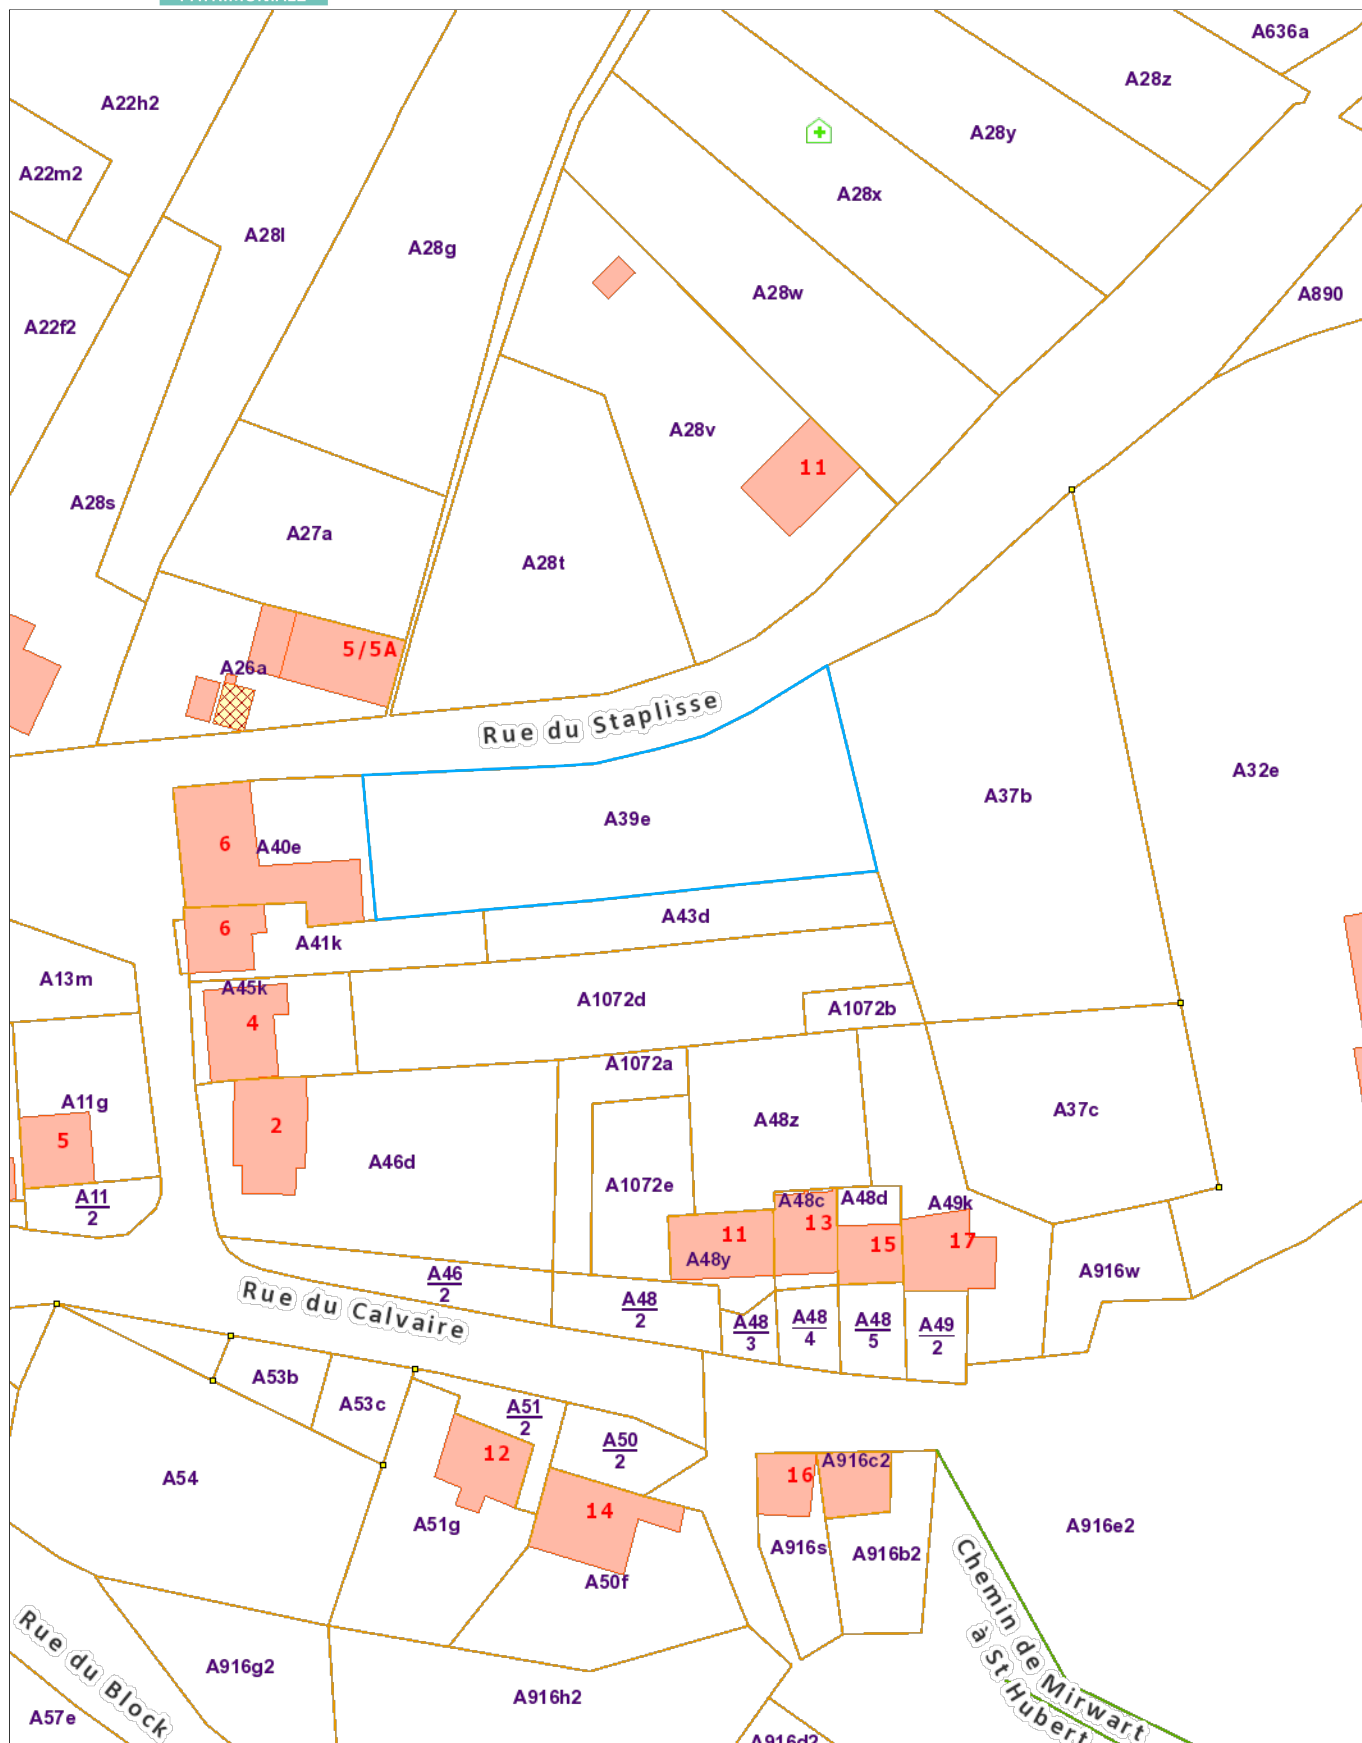 A636a
A28z
A22h2
A28y
A22m2
A28x
A28l
A28g
A28w
A890
A22f2
A28v
11
A28s
A27a
A28t
5/5A
A26a
Rue du Staplisse
A32e
A37b
A39e
6
A40e
A43d
6
A41k
A13m
A45k
A1072d
A1072b
4
A1072a
A11g
A37c
A48z
2
5
A46d
A1072e
A11
2
A48c
A48d
A49k
13
11
15
17
A48y
A916w
A46
2
A48
2
Rue du Calvaire
A48
3
A48
4
A48
5
A49
2
A53b
A53c
A51
2
A50
2
12
A916c2
16
A54
14
A51g
A916e2
A916s
A916b2
A50f
Chemin de Mirwart
à St Hubert
Rue du Block
A916g2
A916h2
A57e
A916d2